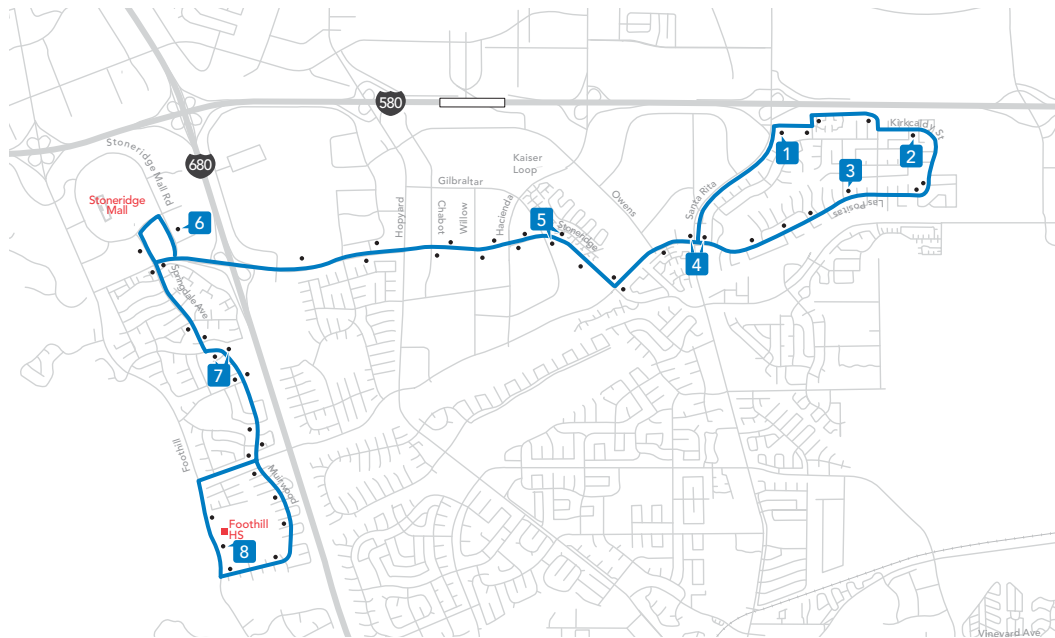 580
Kirkcaldy St
1
2
Stoneridge Mall Rd
680
Kaiser
Loop
3
Gilbraltar
Stoneridge
Mall
Santa Rita
Owens
Las Positas
Hopyard
Chabot
Willow
Hacienda
5
Stoneridge
6
4
Springdale Ave
7
Foothill
Muirwood
Foothill
HS
8
Vineyard Ave